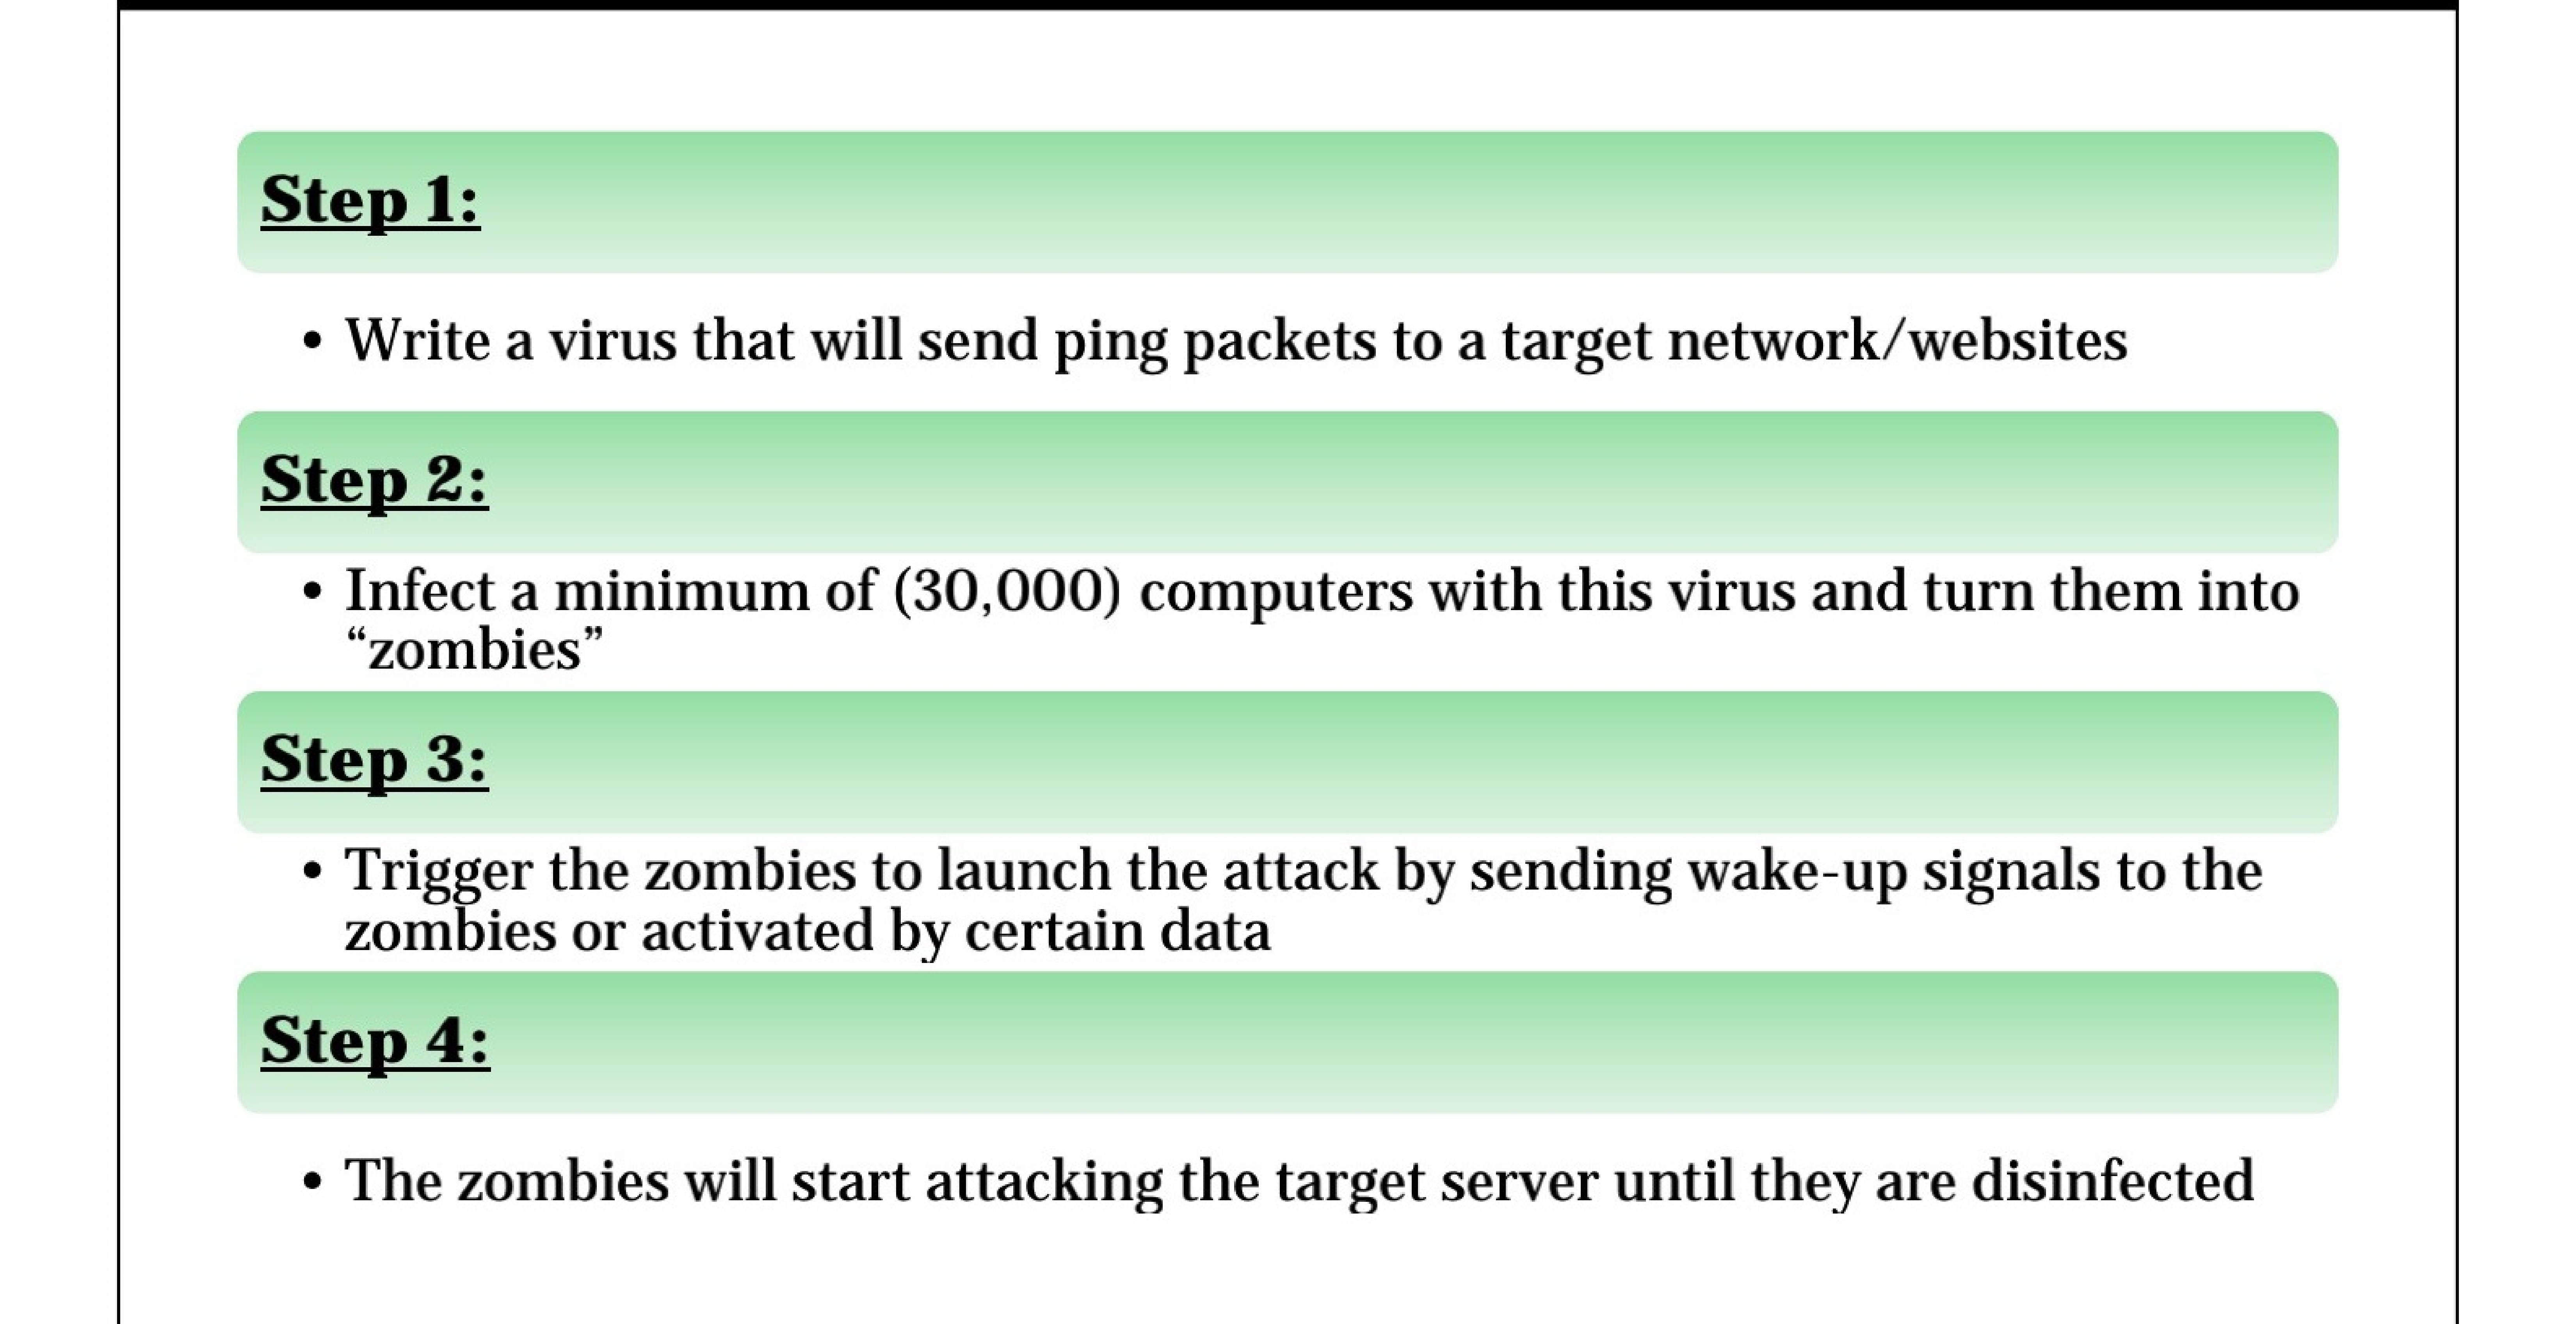 Step 1:
• Write a virus that will send ping packets to a target network/websites
Step 2:
• Infect a minimum of (30,000) computers with this virus and turn them into
“zombies”
Step 3:
• Trigger the zombies to launch the attack by sending wake-up signals to the
zombies or activated by certain data
Step 4:
• The zombies will start attacking the target server until they are disinfected